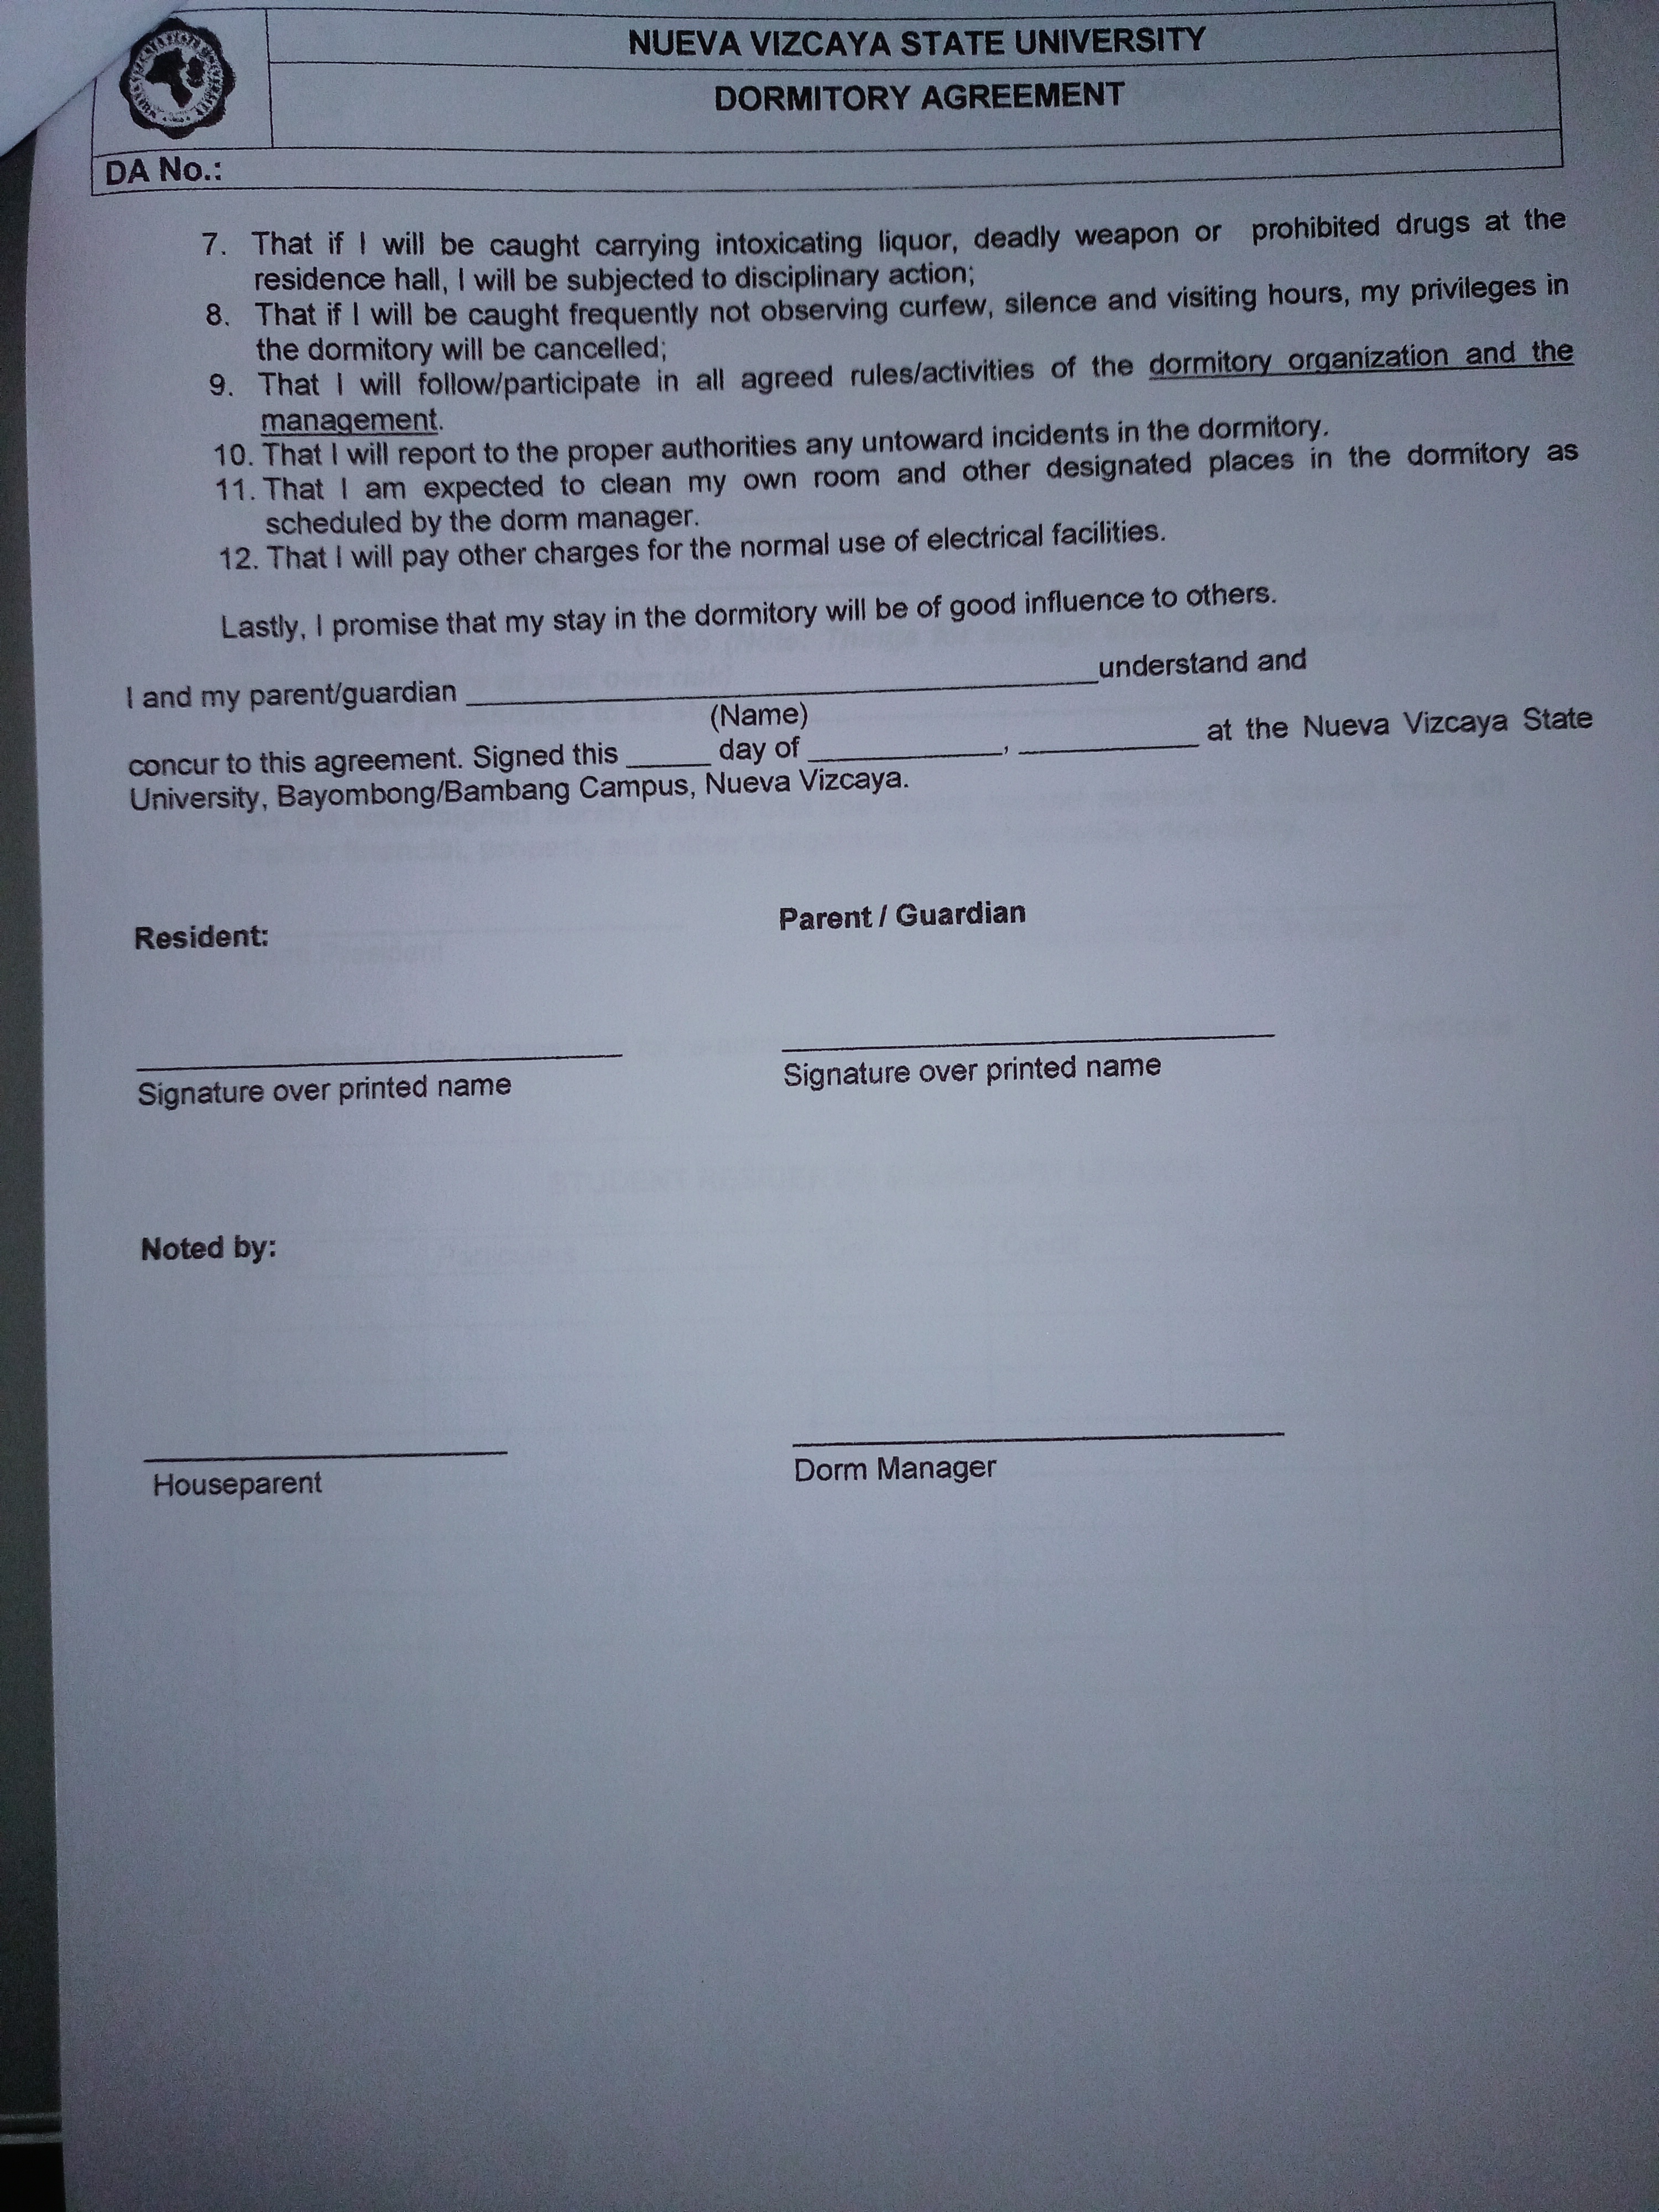 NUEVA VIZCAYA STATE UNIVERSITY
DORMITORY AGREEMENT
DA No.:
7. That if I will be caught carrying intoxicating liquor, deadly weapon or prohibited drugs at the
residence hall, I will be subjected to disciplinary action;
8. That if I will be caught frequently not observing curfew, silence and visiting hours, my privileges in
the dormitory will be cancelled;
9. That I will follow/participate in all agreed rules/activities of the dormitory organization and the
management.
10. That I will report to the proper authorities any untoward incidents in the dormitory.
11. That I am expected to clean my own room and other designated places in the dormitory as
scheduled by the dorm manager.
12. That I will pay other charges for the normal use of electrical facilities.
Lastly, I promise that my stay in the dormitory will be of good influence to others.
I and my parent/guardian ____________________ understand and
(Name)
concur to this agreement. Signed this _____ day of __________, __________ at the Nueva Vizcaya State
University, Bayombong/Bambang Campus, Nueva Vizcaya.
Resident: Parent / Guardian
Signature over printed name Signature over printed name
Noted by:
Houseparent Dorm Manager